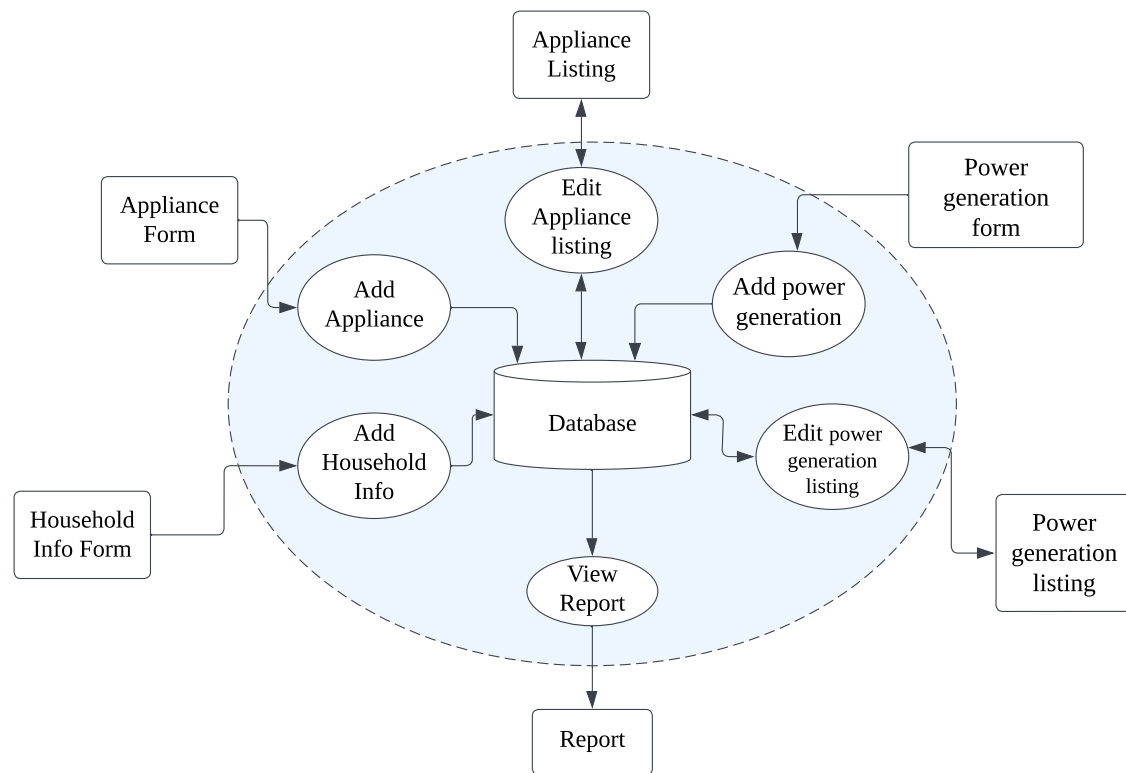 Appliance
Listing
Power
generation
form
Edit
Appliance
listing
Appliance
Form
Add
Appliance
Add power
generation
Database
Add
Household
Info
Edit power
generation
listing
Household
Info Form
Power
generation
listing
View
Report
Report